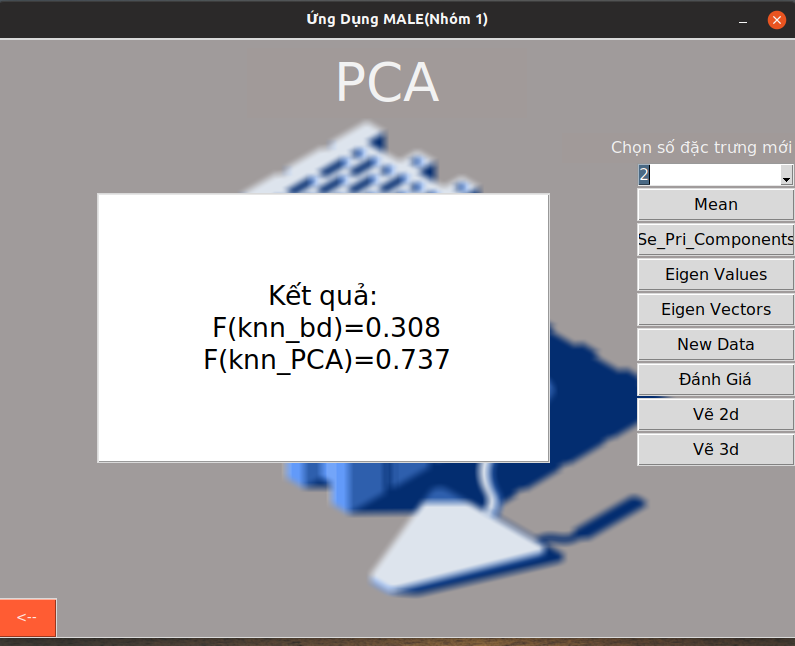 Ứng Dụng MALE(Nhóm 1)
PCA
Chọn số đặc trưng mới
2
Mean
Se_Pri_Components
Eigen Values
Eigen Vectors
New Data
Đánh Giá
Vẽ 2d
Vẽ 3d
Kết quả:
F(knn_bd)=0.308
F(knn_PCA)=0.737
<--